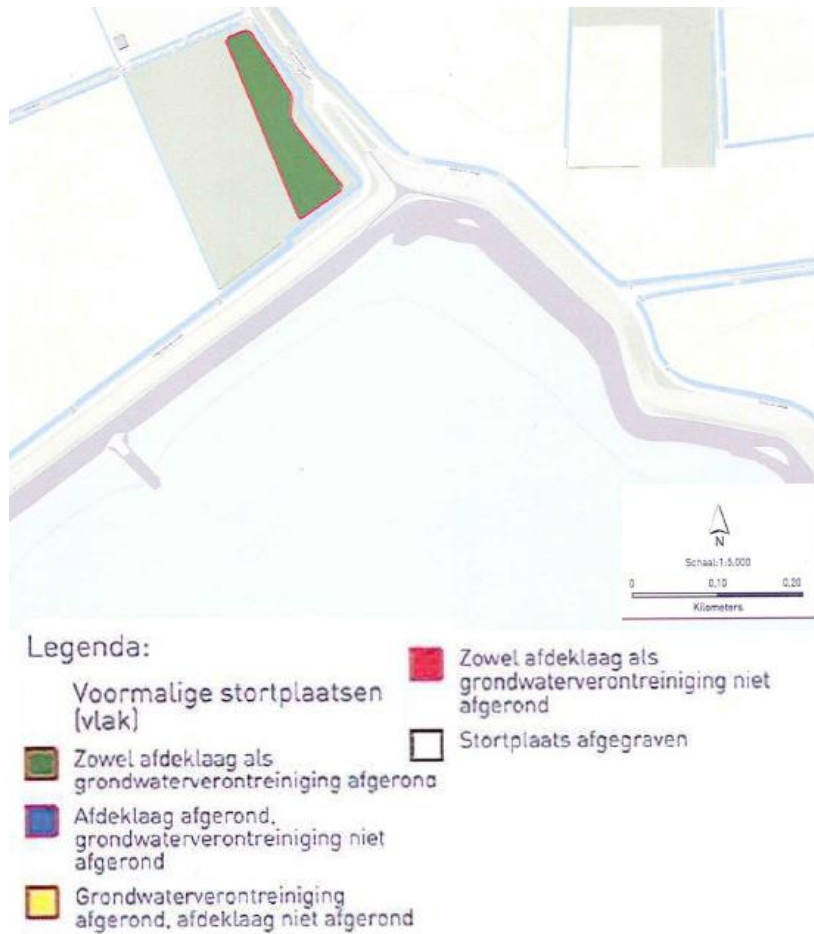 N
Schaal:1:5.000
0 0,10 0,20
Kilometers
Legenda:
Voormalige stortplaatsen
(vlak)
Zowel afdeklaag als
grondwaterverontreiniging afgerond
Afdeklaag afgerond,
grondwaterverontreiniging niet
afgerond
Grondwaterverontreiniging
afgerond, afdeklaag niet afgerond
Zowel afdeklaag als
grondwaterverontreiniging niet
afgerond
Stortplaats afgegraven